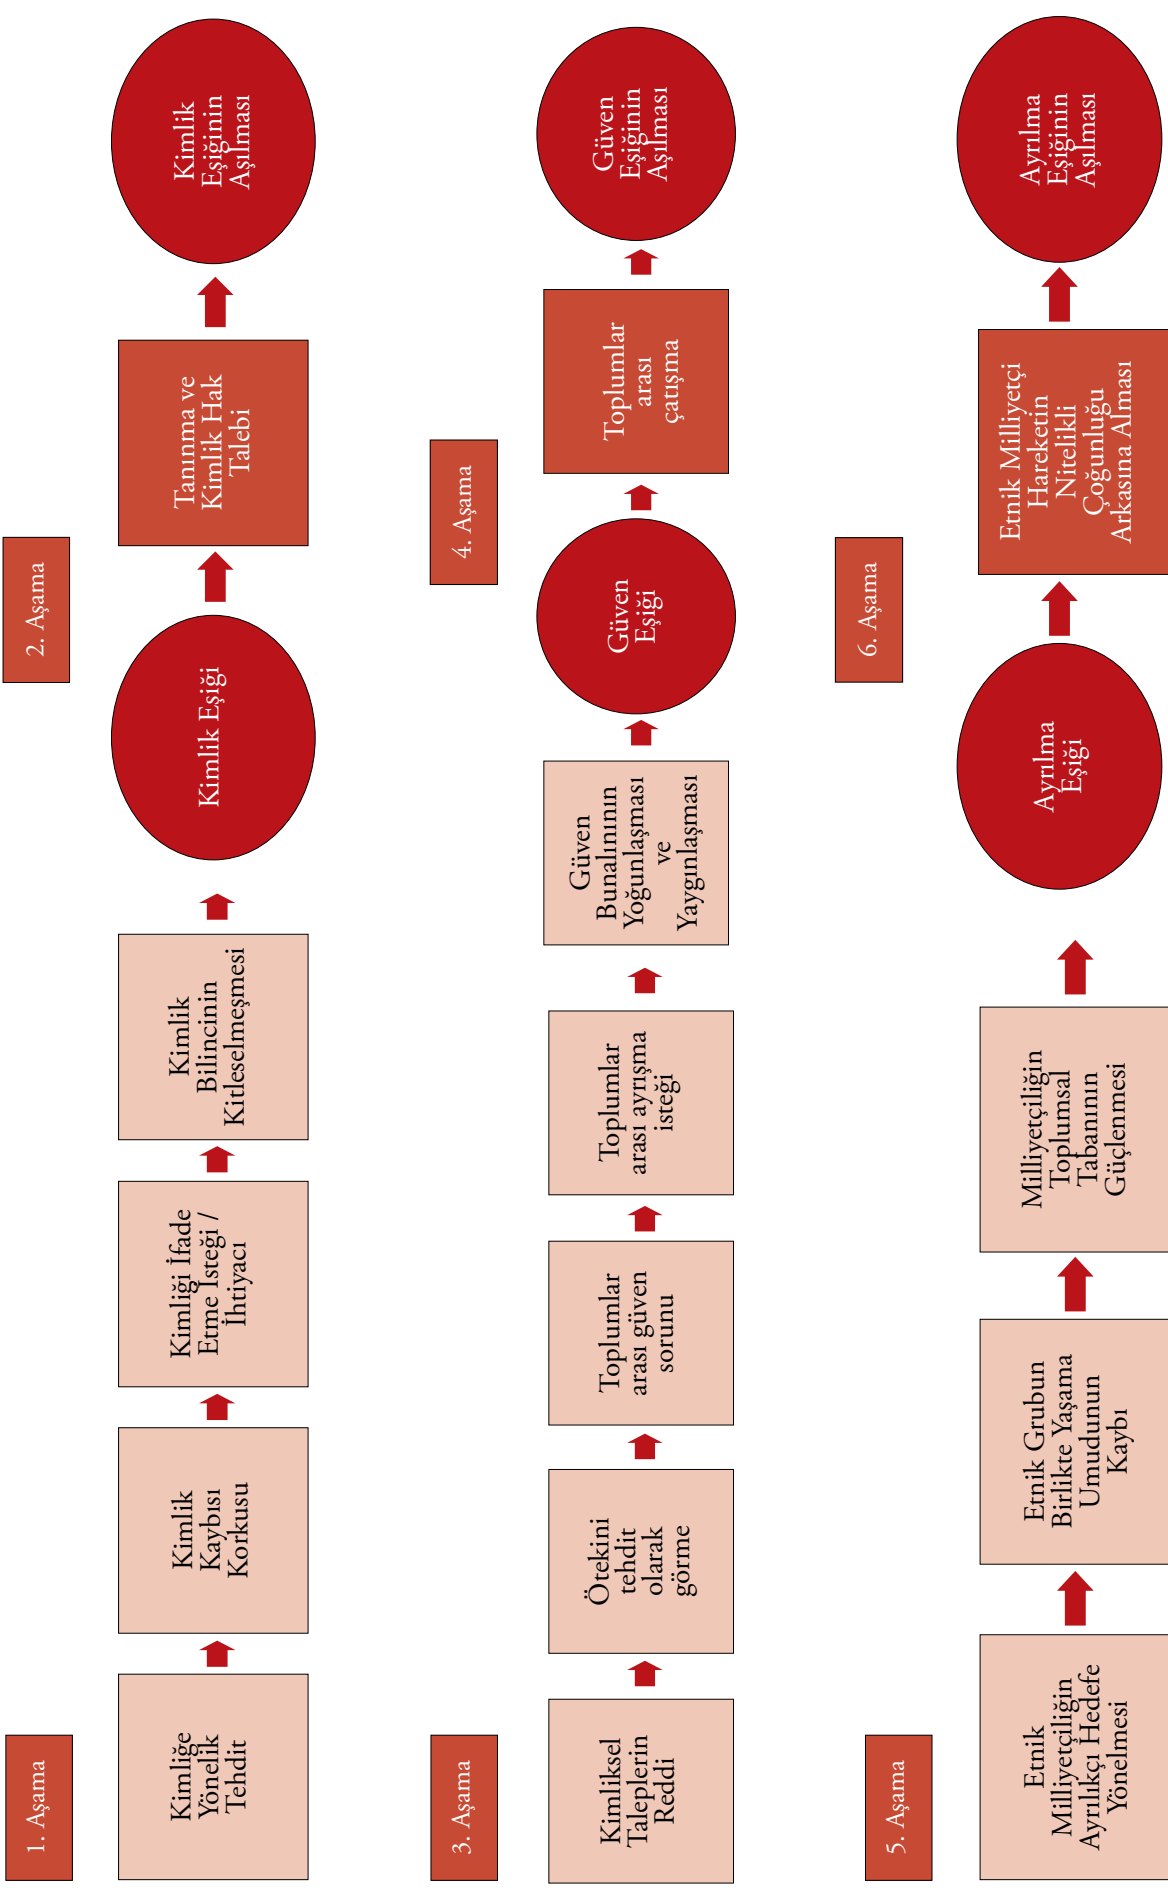 1. Aşama
2. Aşama
Kimliğe
Yönelik
Tehdit
Kimlik
Kaybısı
Korkusu
Kimliği İfade
Etme İsteği /
İhtiyacı
Kimlik
Bilincinin
Kitleselmeşmesi
Kimlik Eşiği
Tanınma ve
Kimlik Hak
Talebi
Kimlik
Eşiğinin
Aşılması
3. Aşama
4. Aşama
Kimliksel
Taleplerin
Reddi
Ötekini
tehdit
olarak
görme
Toplumlar
arası güven
sorunu
Toplumlar
arası ayrışma
isteği
Güven
Bunalınının
Yoğunlaşması
ve
Yaygınlaşması
Güven
Eşiği
Toplumlar
arası
çatışma
Güven
Eşiğinin
Aşılması
5. Aşama
6. Aşama
Etnik
Milliyetçiliğin
Ayrılıkçı Hedefe
Yönelmesi
Etnik Grubun
Birlikte Yaşama
Umudunun
Kaybı
Milliyetçiliğin
Toplumsal
Tabanının
Güçlenmesi
Ayrılma
Eşiği
Etnik Milliyetçi
Hareketin
Nitelikli
Çoğunluğu
Arkasına Alması
Ayrılma
Eşiğinin
Aşılması